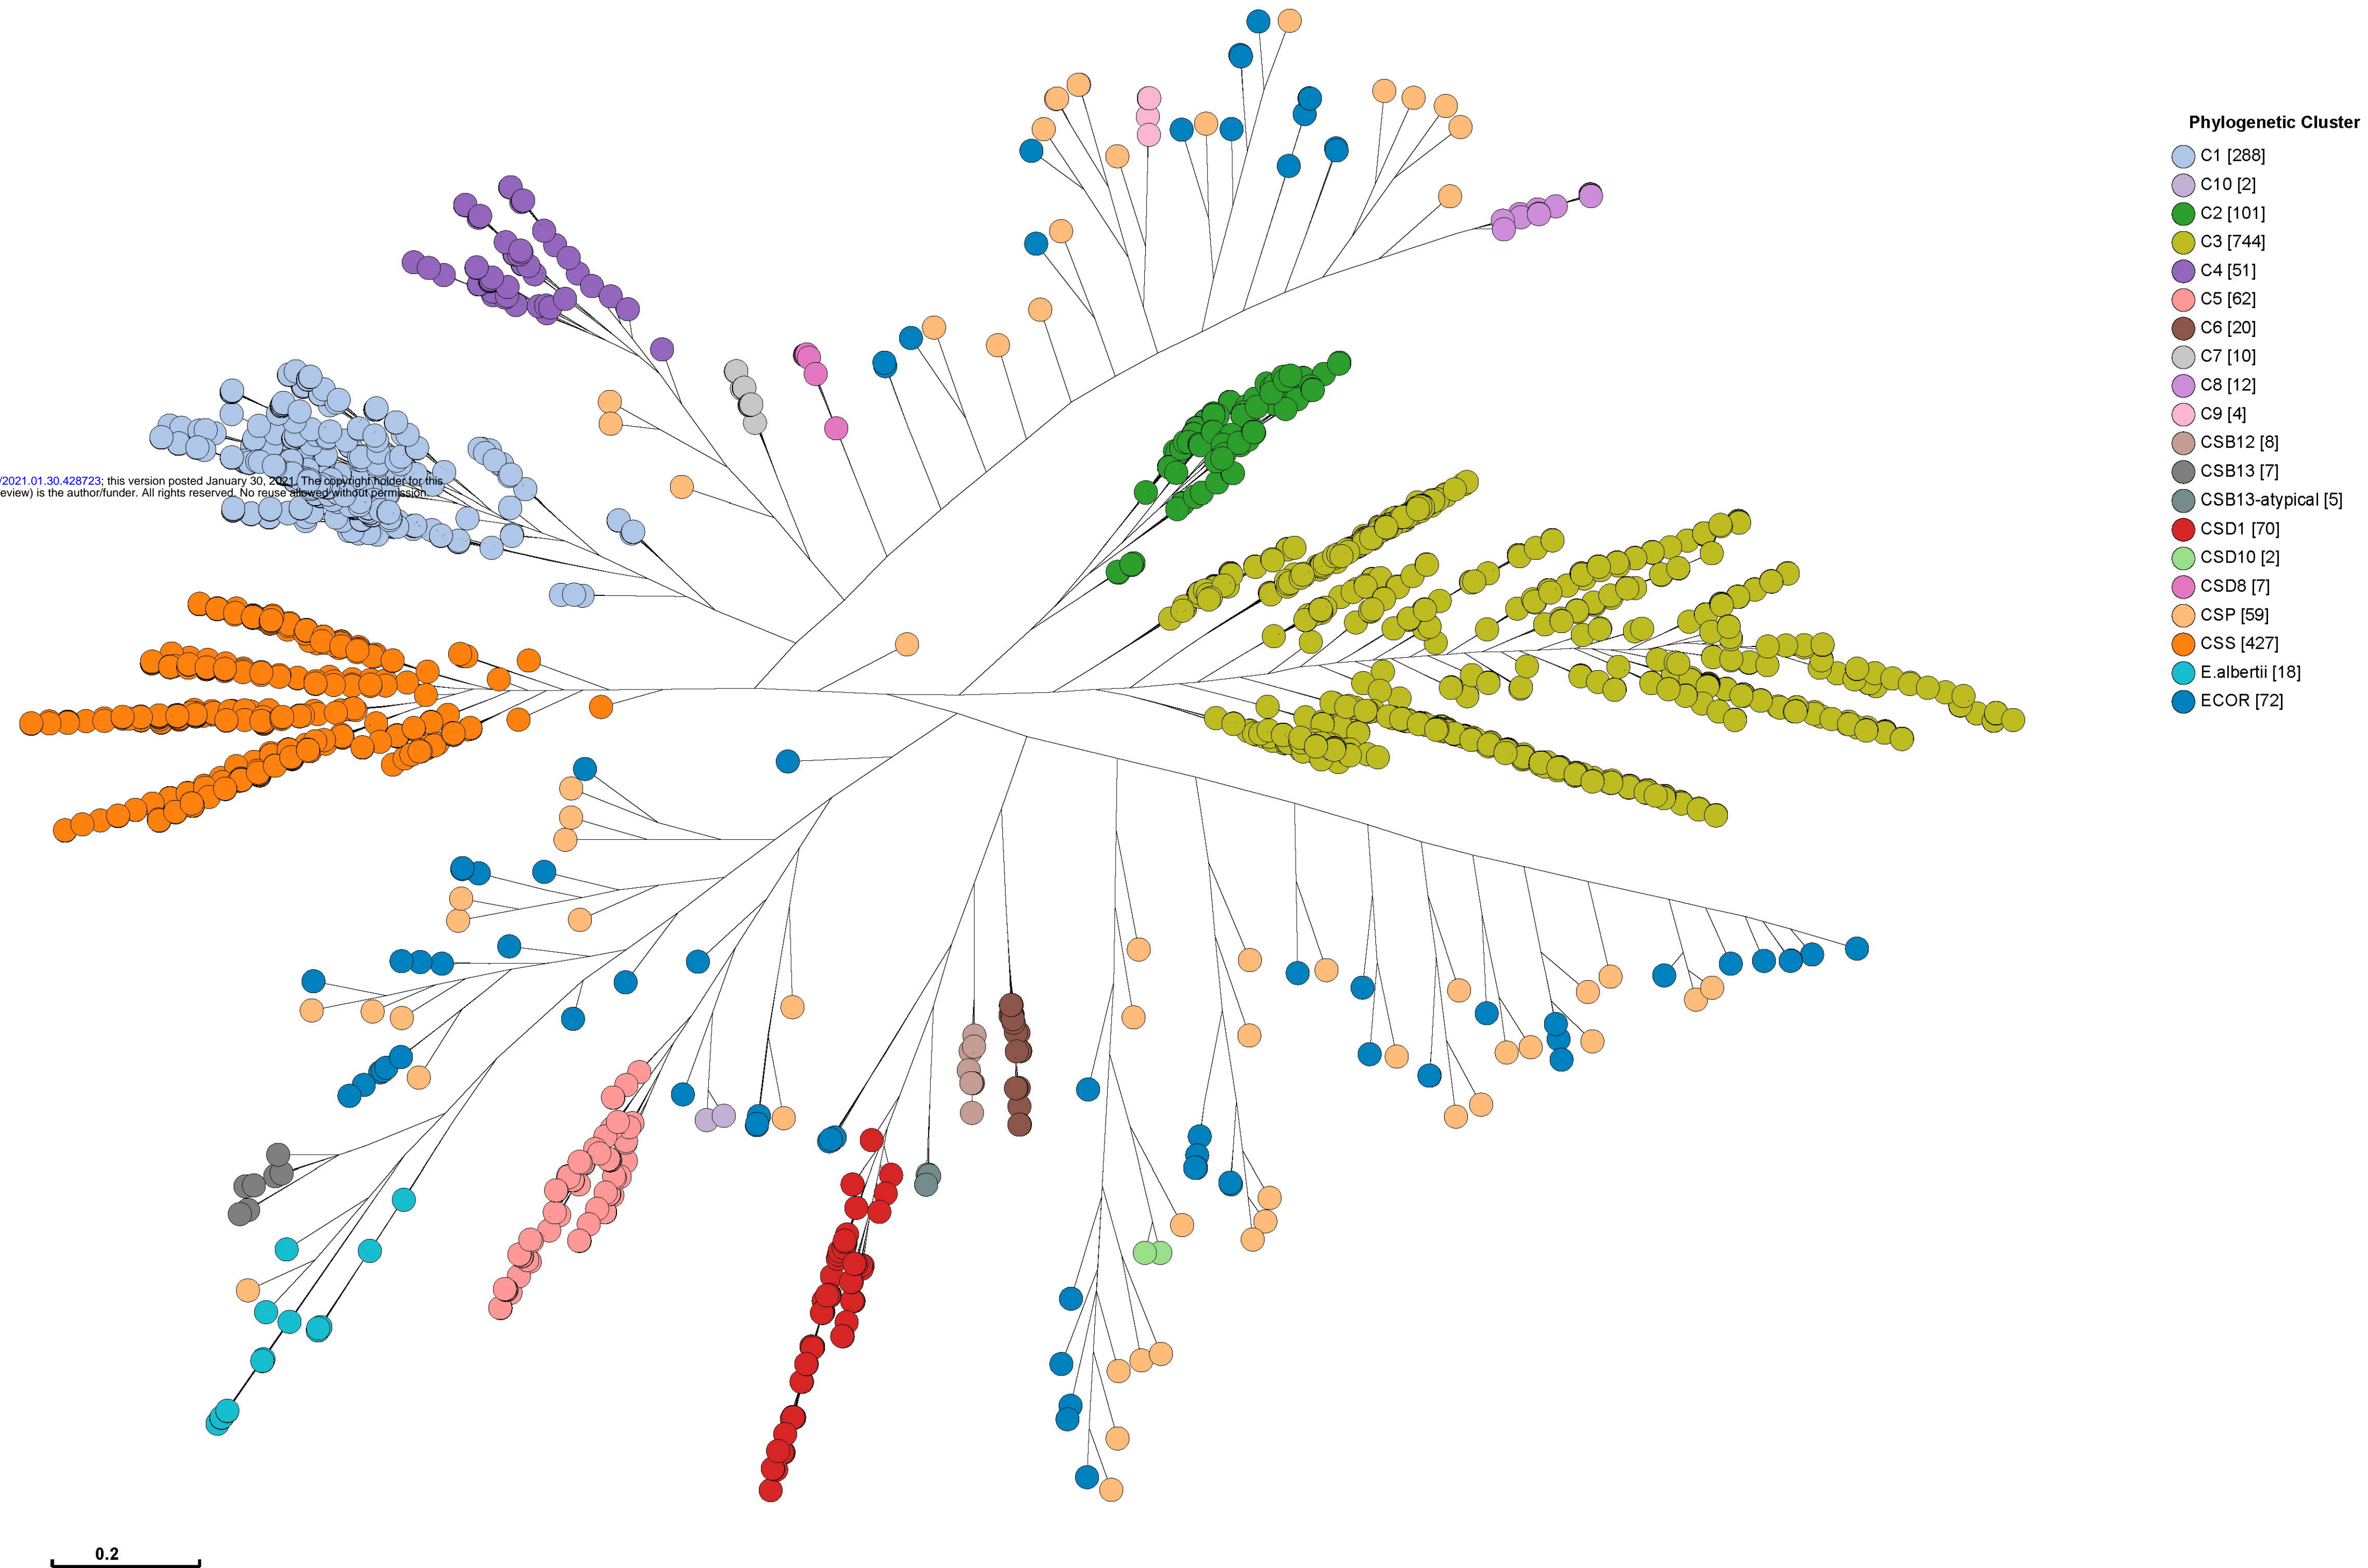 Phylogenetic Cluster
C1 [288]
C10 [2]
C2 [101]
C3 [744]
C4 [51]
C5 [62]
C6 [20]
C7 [10]
C8 [12]
C9 [4]
CSB12 [8]
CSB13 [7]
CSB13-atypical [5]
CSD1 [70]
CSD10 [2]
CSD8 [7]
CSP [59]
CSS [427]
E.albertii [18]
ECOR [72]
/2021.01.30.428723; this version posted January 30, 2021. The copyright holder for this
eview) is the author/funder. All rights reserved. No reuse allowed without permission.
0.2